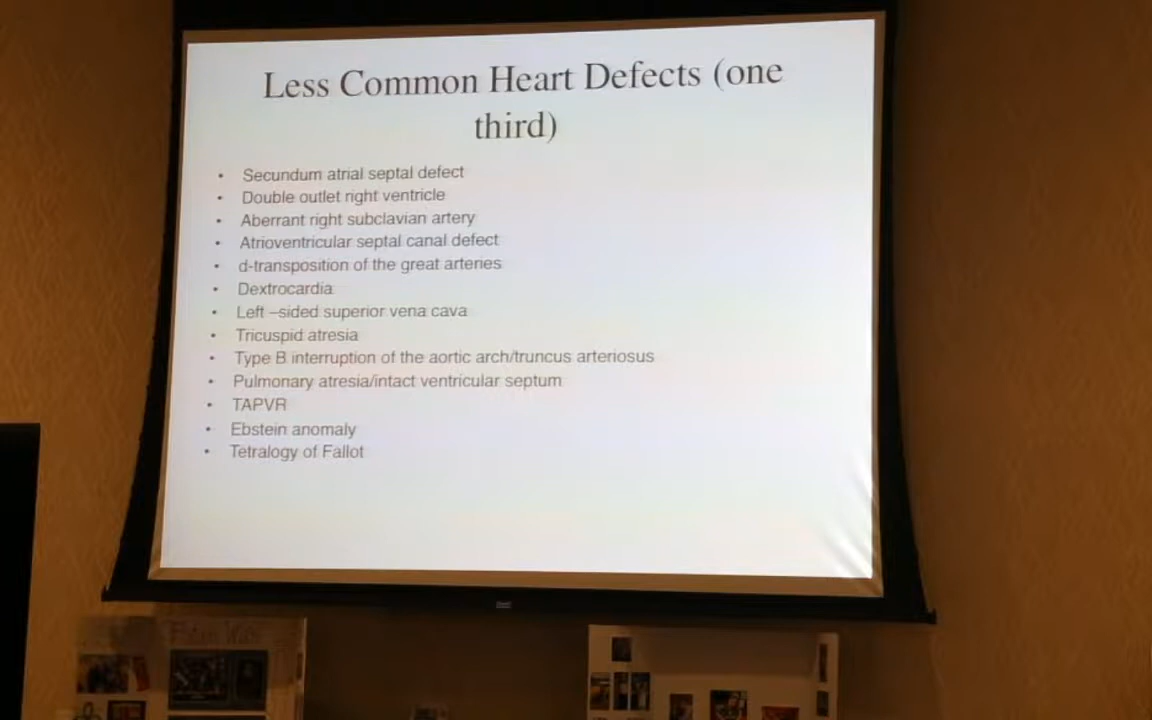 Less Common Heart Defects (one
third)
• Secundum atrial septal defect
• Double outlet right ventricle
• Aberrant right subclavian artery
• Atrioventricular septal canal defect
• d-transposition of the great arteries
• Dextrocardia
• Left –sided superior vena cava
• Tricuspid atresia
• Type B interruption of the aortic arch/truncus arteriosus
• Pulmonary atresia/intact ventricular septum
• TAPVR
• Ebstein anomaly
• Tetralogy of Fallot